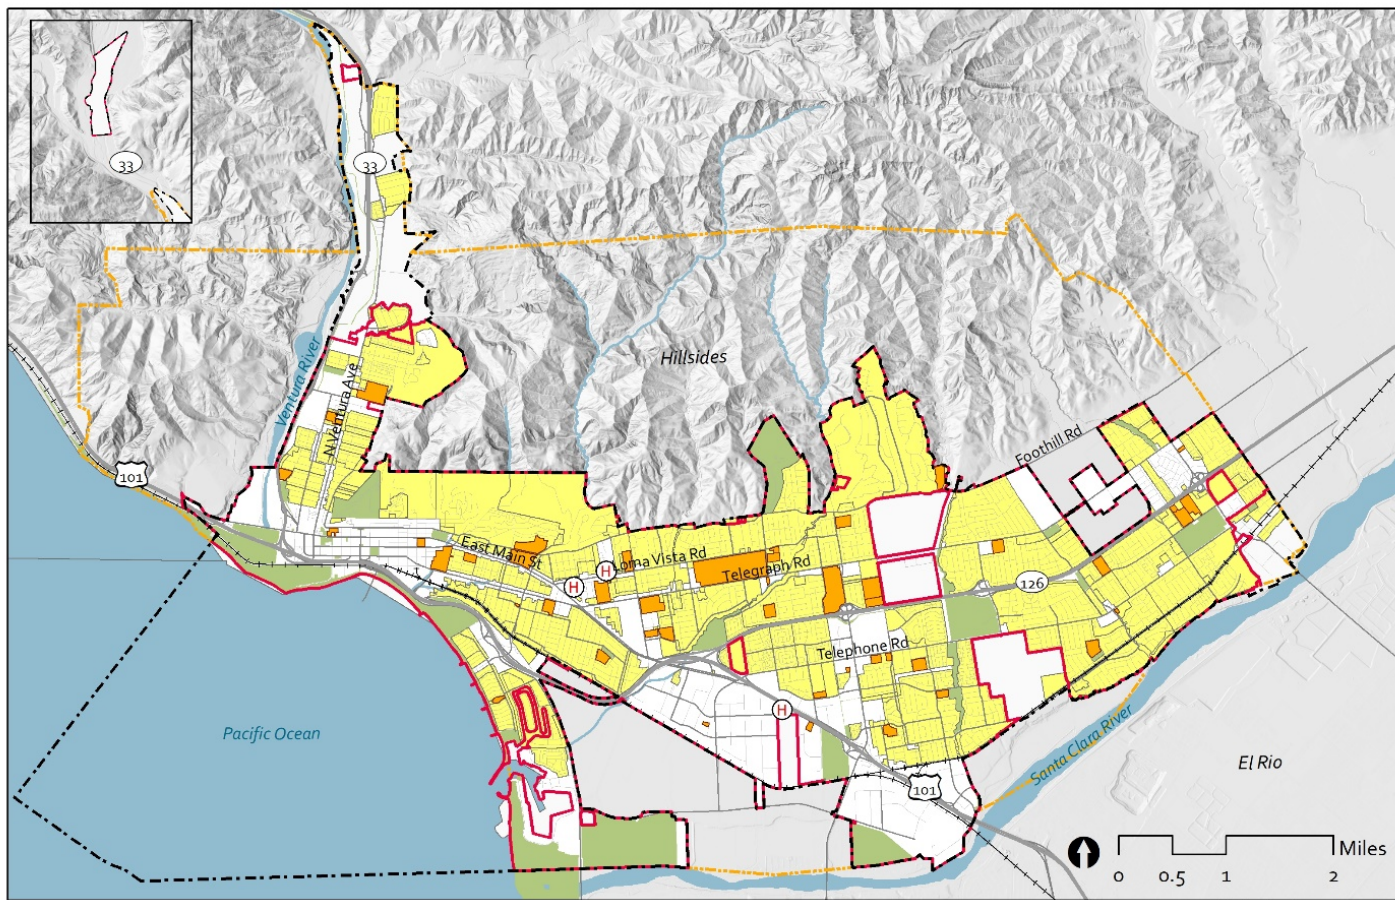 33
33
Hillsides
Ventura River
N Ventura Ave
Foothill Rd
101
East Main St
H
H
Loma Vista Rd
Telegraph Rd
126
Telephone Rd
H
Pacific Ocean
Santa Clara River
El Rio
101
Miles
0 0.5 1 2